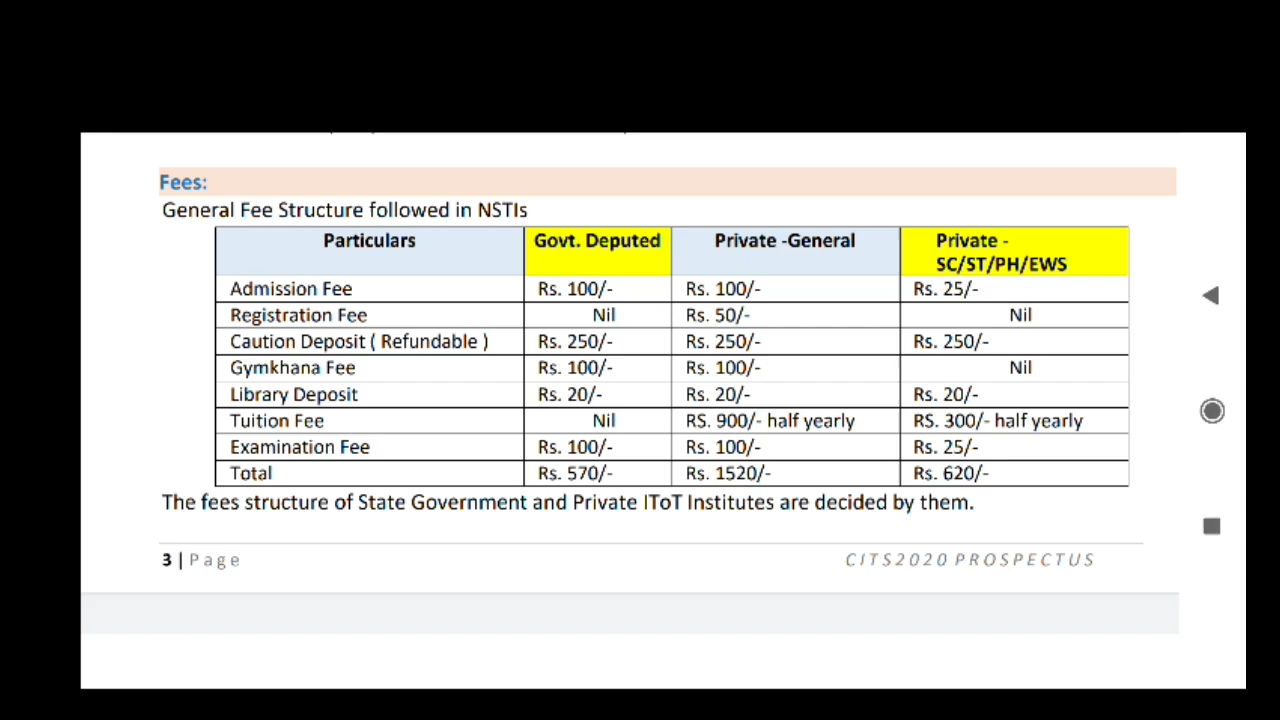 Fees:
General Fee Structure followed in NSTIs
Particulars Govt. Deputed Private -General Private -
SC/ST/PH/EWS
Admission Fee Rs. 100/- Rs. 100/- Rs. 25/-
Registration Fee Nil Rs. 50/- Nil
Caution Deposit ( Refundable ) Rs. 250/- Rs. 250/- Rs. 250/-
Gymkhana Fee Rs. 100/- Rs. 100/- Nil
Library Deposit Rs. 20/- Rs. 20/- Rs. 20/-
Tuition Fee Nil RS. 900/- half yearly RS. 300/- half yearly
Examination Fee Rs. 100/- Rs. 100/- Rs. 25/-
Total Rs. 570/- Rs. 1520/- Rs. 620/-
The fees structure of State Government and Private IToT Institutes are decided by them.
3 | Page CITS2020 PROSPECTUS